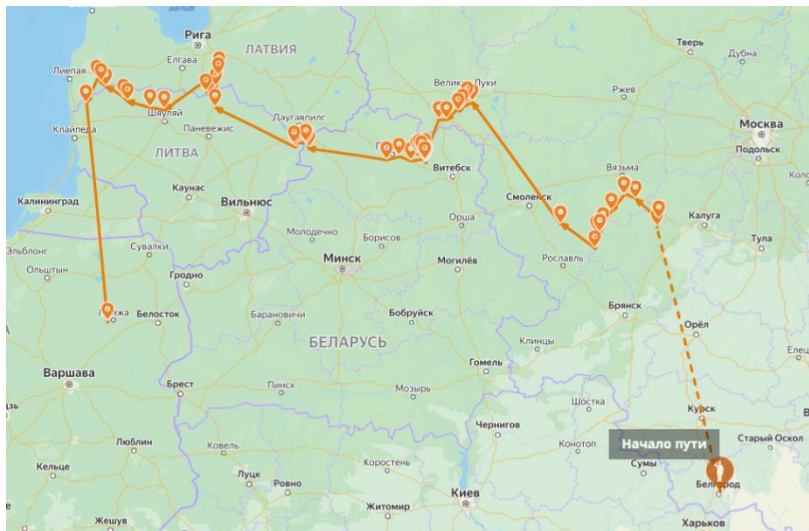 залив
Рига
ЛАТВИЯ
Тверь
Дубна
Лиепая
Елгава
Великие Луки
Ржев
Москва
Клайпеда
Шяуляй
Паневежис
Даугавпилс
Подольск
ЛИТВА
Витебск
Вязьма
Каунас
Смоленск
Калининград
Вильнюс
Калуга
Орша
Тула
Эльблонг
Сувалки
Молодечно
Борисов
Ольштын
Гродно
Минск
Могилёв
Рославль
Брянск
Белосток
Барановичи
Бобруйск
Орёл
БЕЛАРУСЬ
Клинцы
Варшава
Гомель
Брест
Пинск
Мозырь
Шостка
Курск
Чернигов
Начало пути
Старый Оскол
Люблин
Ковель
Конотоп
Коростень
Сумы
Кельце
Луцк
Ровно
Киев
Белгород
Житомир
Жешув
Харьков